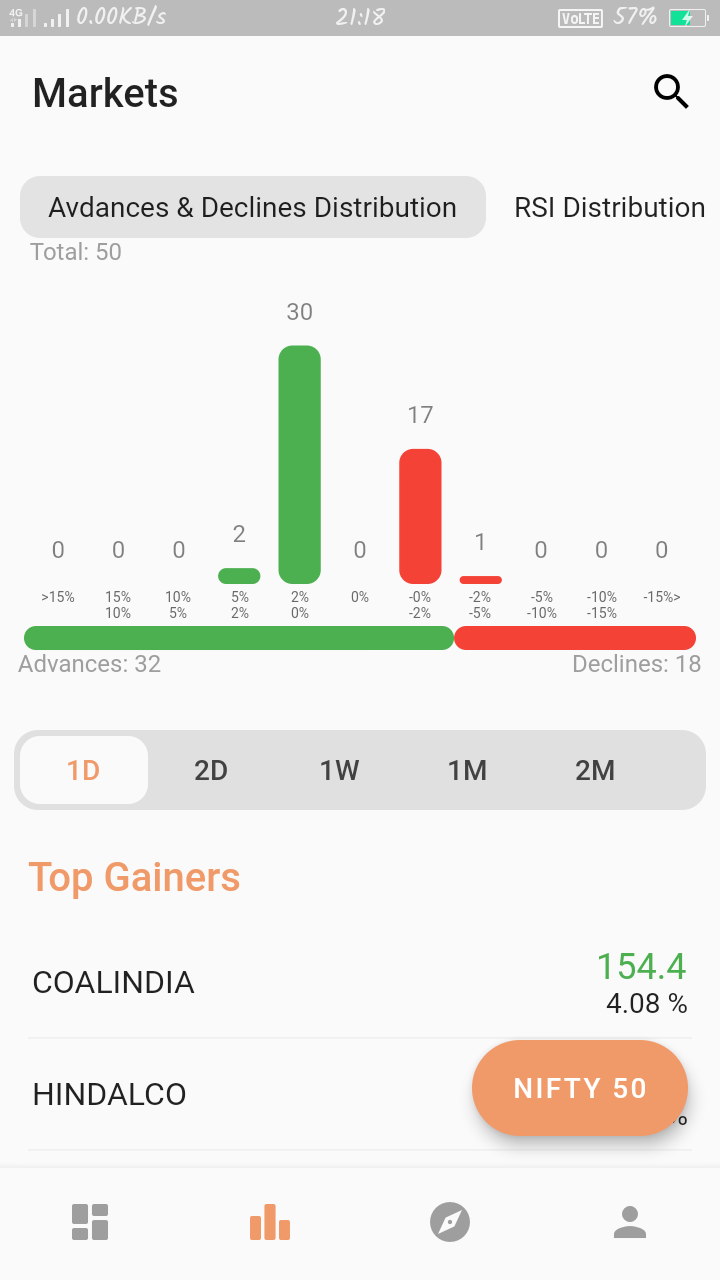 4G 0.00KB/s 21:18 VoLTE 57%
Markets
Avdances & Declines Distribution RSI Distribution
Total: 50
30
17
2
1
0 0 0 0 0 0 0
>15% 15% 10% 5% 2% 0% -0% -2% -5% -10% -15%>
10% 5% 2% 0% -2% -5% -10% -15%
Advances: 32 Declines: 18
1D 2D 1W 1M 2M
Top Gainers
154.4
COALINDIA
4.08 %
HINDALCO
NIFTY 50